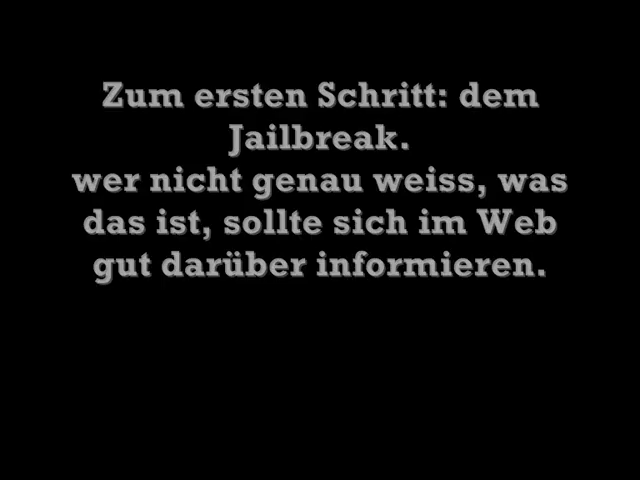 Zum ersten Schritt: dem
Jailbreak.
wer nicht genau weiss, was
das ist, sollte sich im Web
gut darüber informieren.